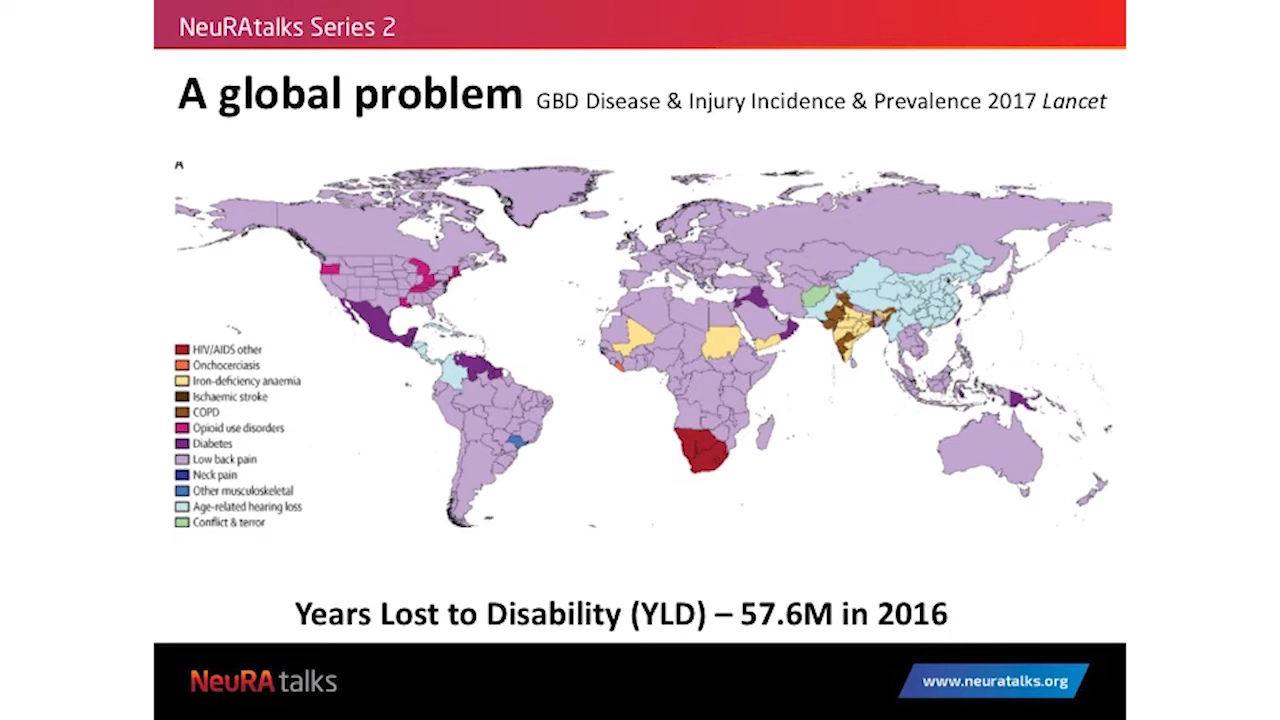 NeuRAtalks Series 2
A global problem GBD Disease & Injury Incidence & Prevalence 2017 Lancet
A
HIV/AIDS other
Onchocerciasis
Iron-deficiency anaemia
Ischaemic stroke
COPD
Opioid use disorders
Diabetes
Low back pain
Neck pain
Other musculoskeletal
Age-related hearing loss
Conflict & terror
Years Lost to Disability (YLD) – 57.6M in 2016
NeuRA talks
www.neuratalks.org